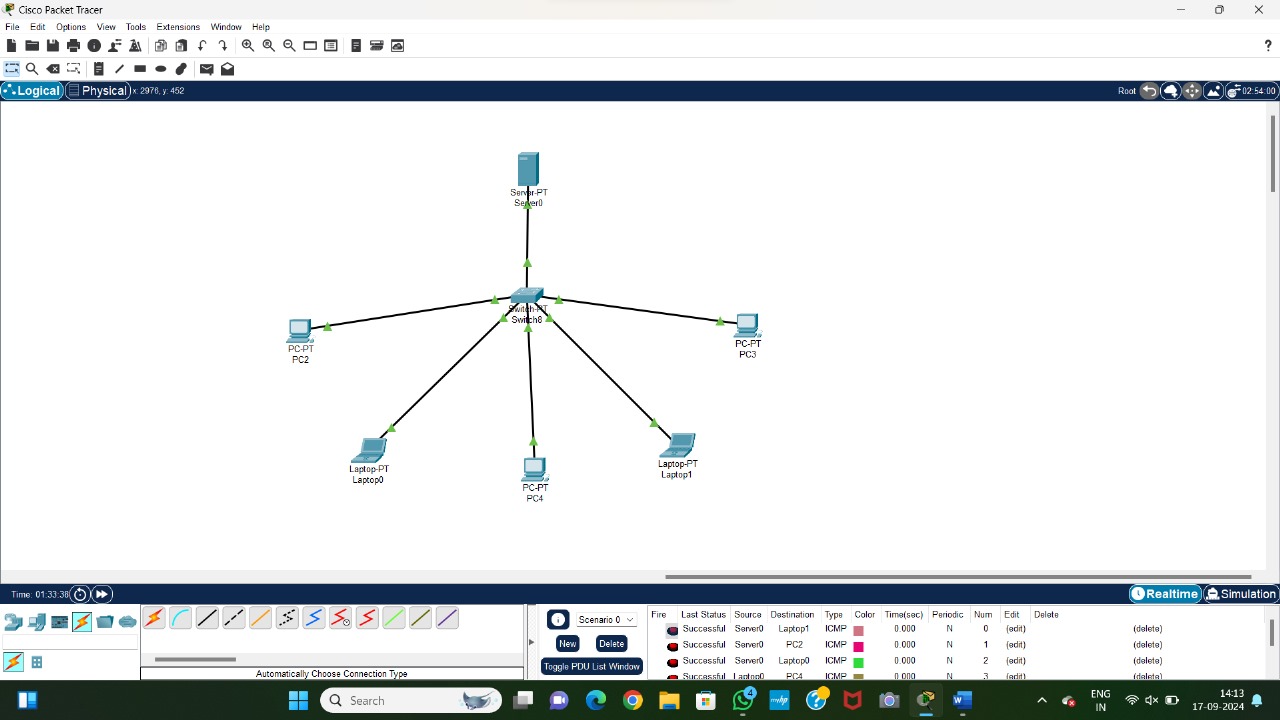 Cisco Packet Tracer
File Edit Options View Tools Extensions Window Help
?
Logical Physical x: 2976, y: 452 Root 02:54:00
Server-PT
Server0
Switch-PT
Switch8
PC-PT
PC2
PC-PT
PC3
Laptop-PT
Laptop0
PC-PT
PC4
Laptop-PT
Laptop1
Time: 01:33:38 Realtime Simulation
Scenario 0
New Delete
Toggle PDU List Window
Automatically Choose Connection Type
Fire Last Status Source Destination Type Color Time(sec) Periodic Num Edit Delete
Successful Server0 Laptop1 ICMP 0.000 N 0 (edit) (delete)
Successful Server0 PC2 ICMP 0.000 N 1 (edit) (delete)
Successful Server0 Laptop0 ICMP 0.000 N 2 (edit) (delete)
Successful Laptop0 PC4 ICMP 0.000 N 3 (edit) (delete)
Search
4
myhp
W
ENG
IN
14:13
17-09-2024